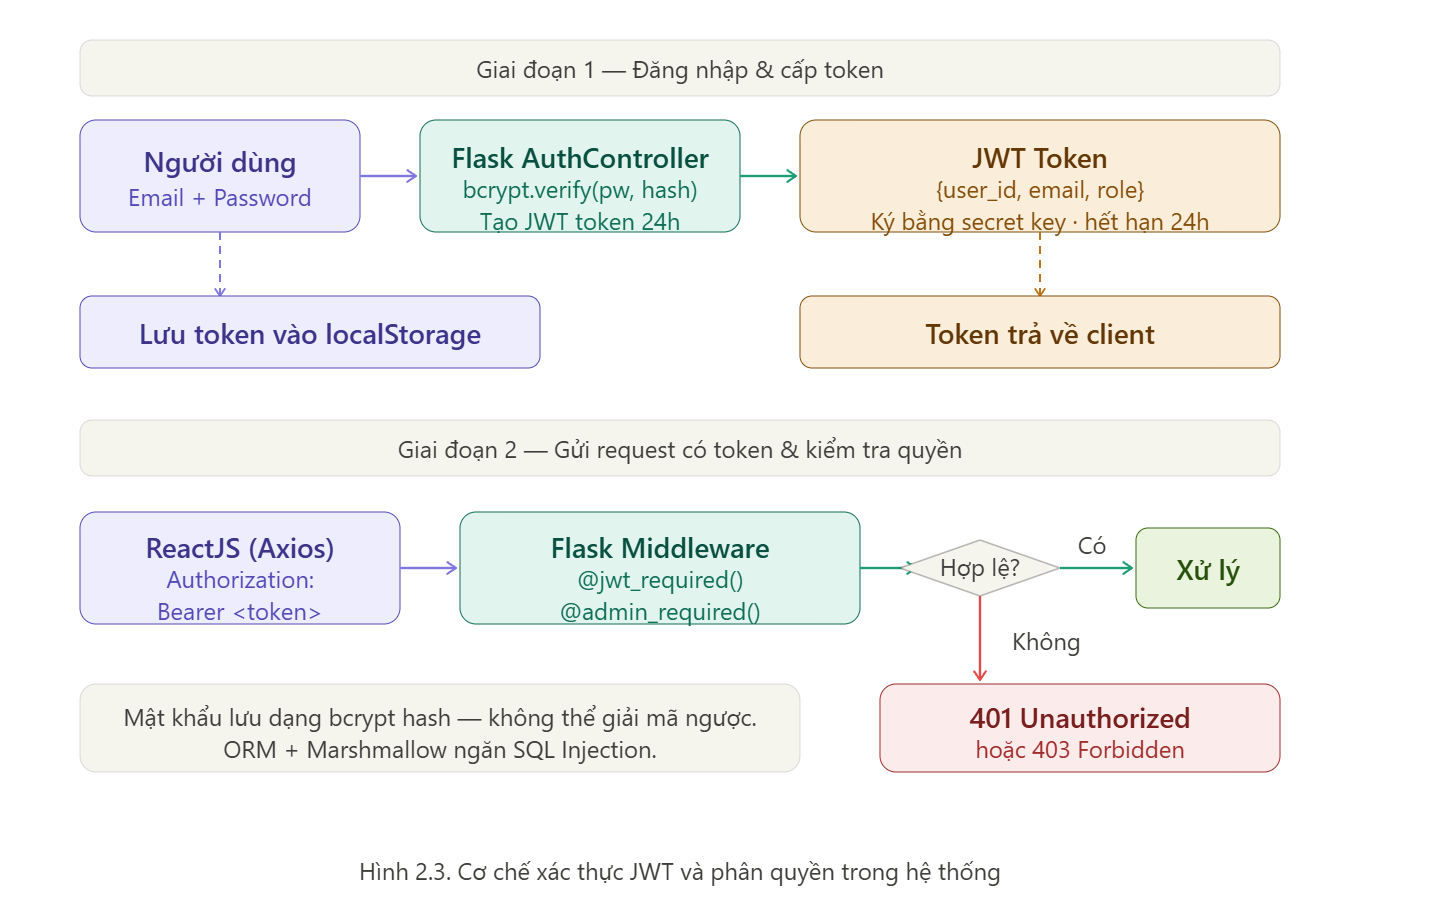 Giai đoạn 1 — Đăng nhập & cấp token
Người dùng
Email + Password
Flask AuthController
bcrypt.verify(pw, hash)
Tạo JWT token 24h
JWT Token
{user_id, email, role}
Ký bằng secret key · hết hạn 24h
Lưu token vào localStorage
Token trả về client
Giai đoạn 2 — Gửi request có token & kiểm tra quyền
ReactJS (Axios)
Authorization:
Bearer <token>
Flask Middleware
@jwt_required()
@admin_required()
Hợp lệ?
Có
Xử lý
Không
401 Unauthorized
hoặc 403 Forbidden
Mật khẩu lưu dạng bcrypt hash — không thể giải mã ngược.
ORM + Marshmallow ngăn SQL Injection.
Hình 2.3. Cơ chế xác thực JWT và phân quyền trong hệ thống